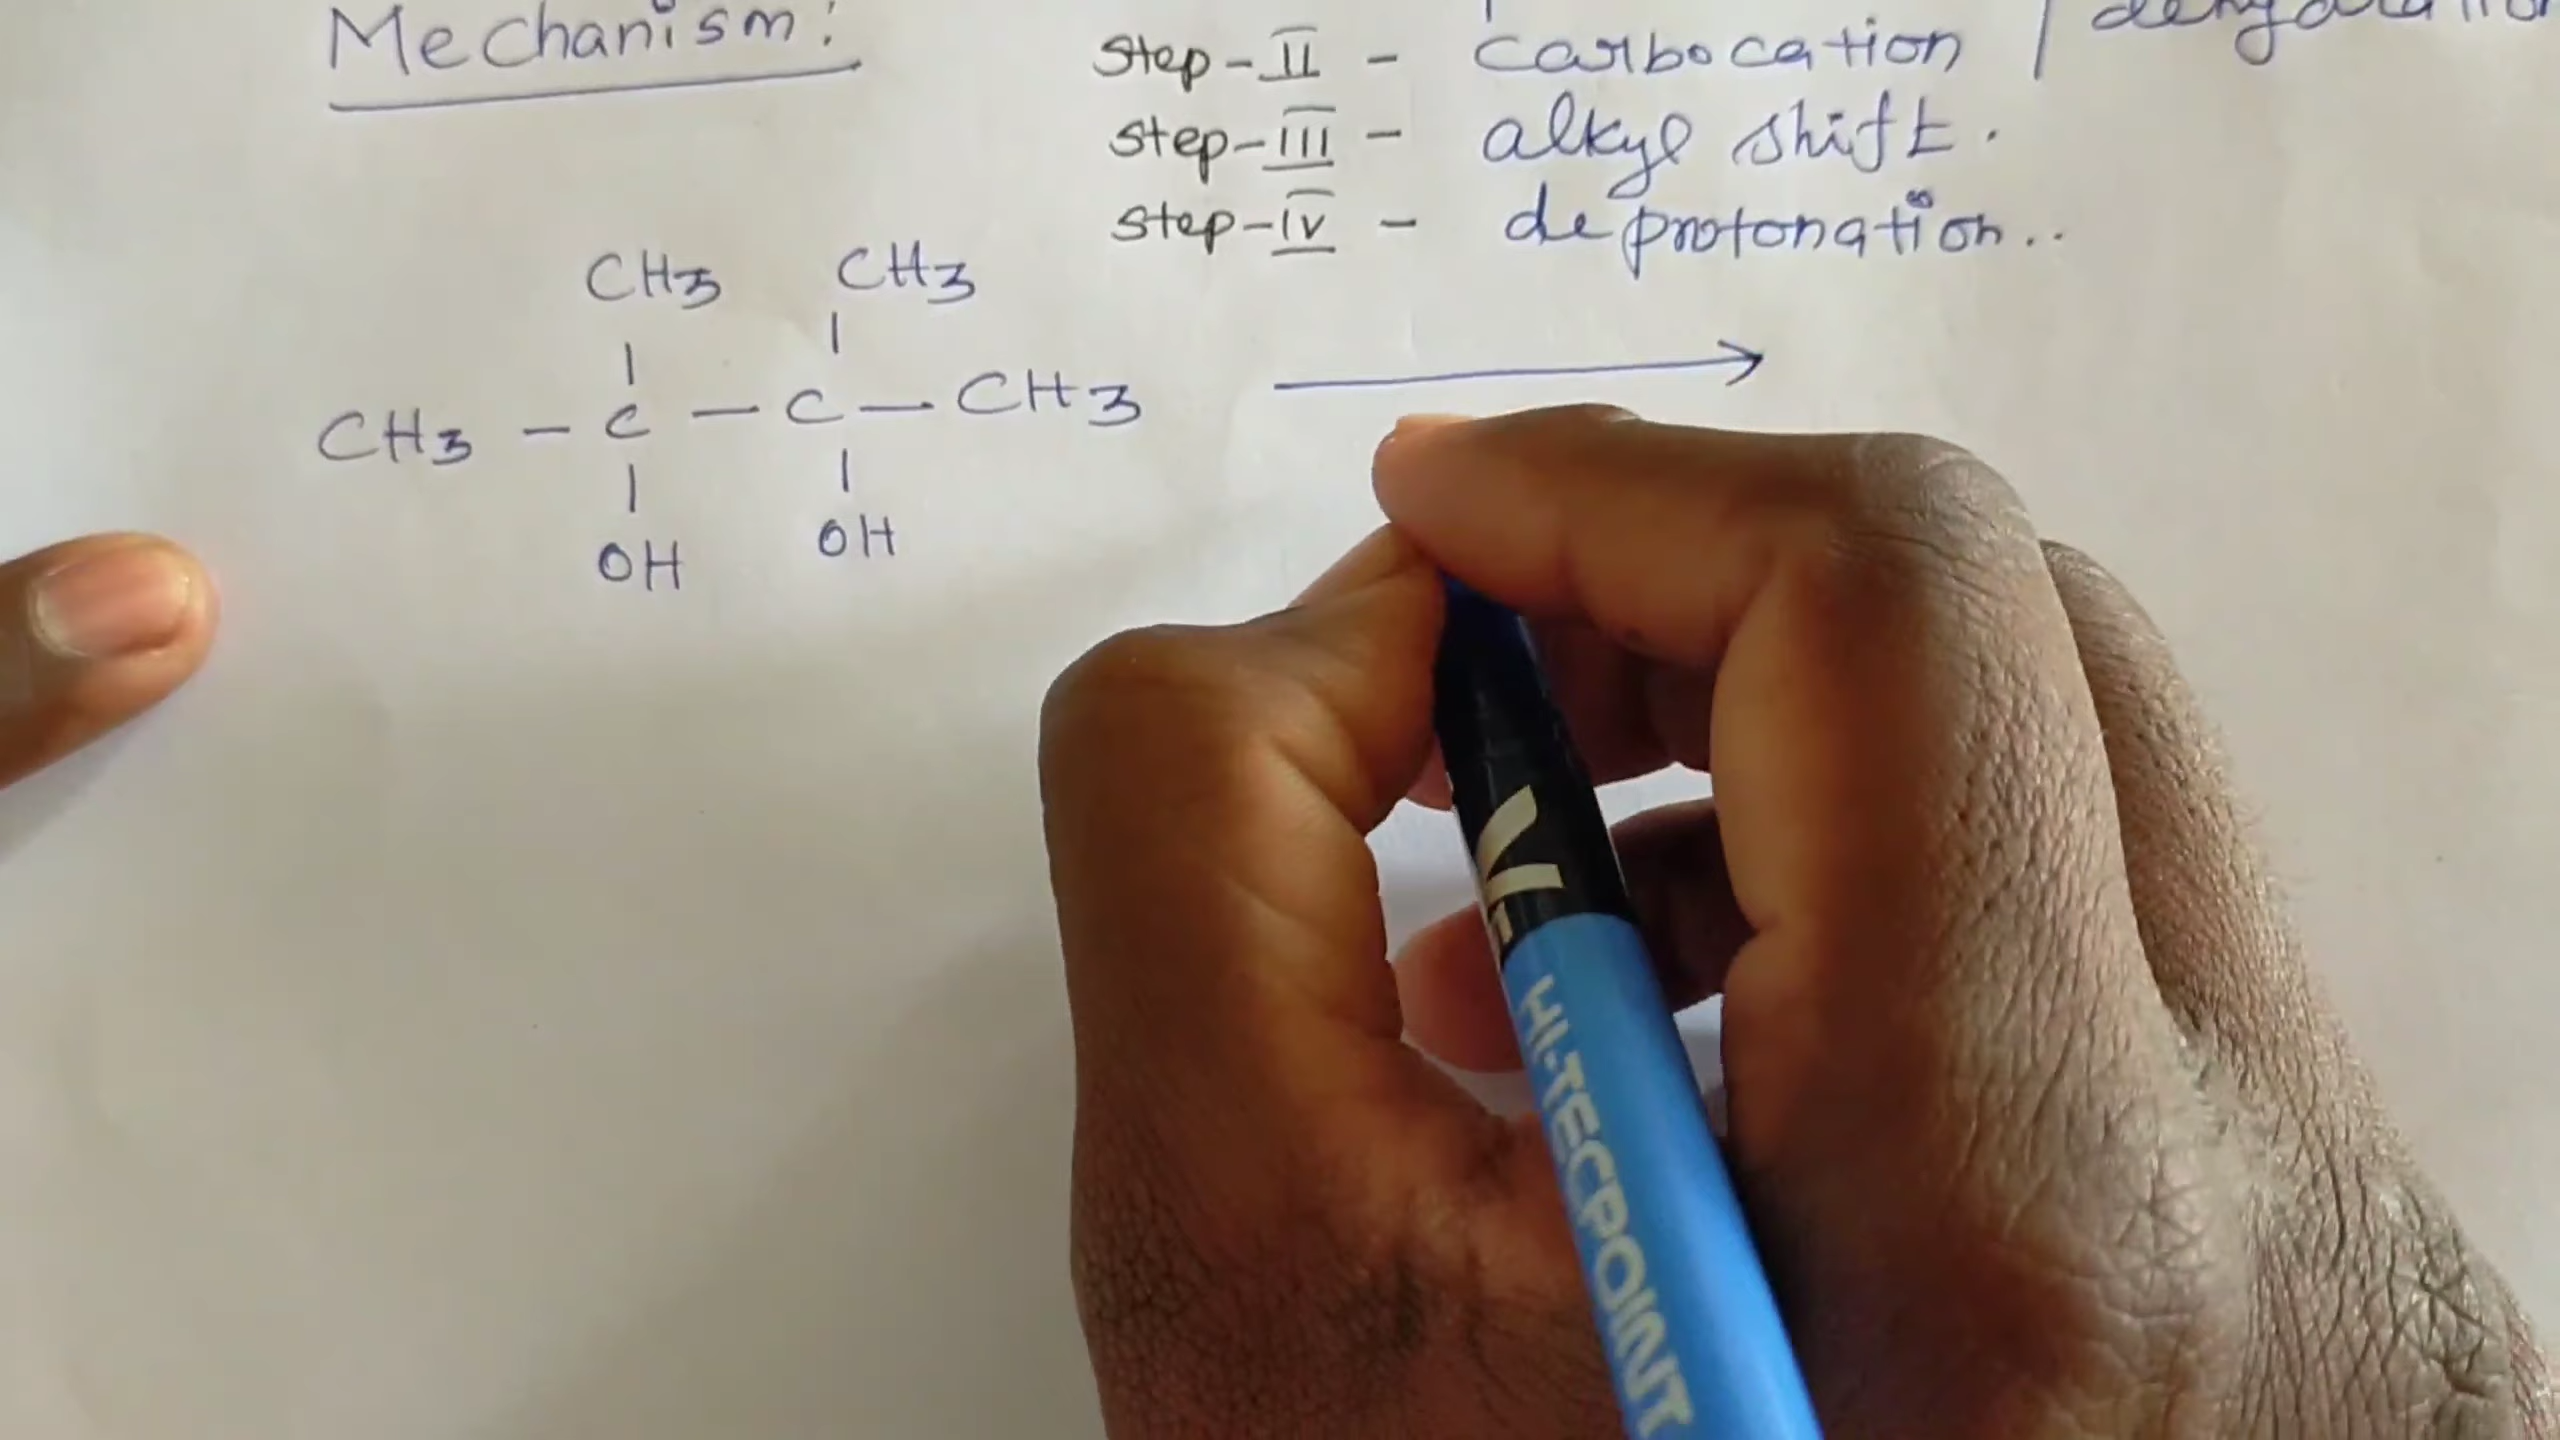 Mechanism:
Step-II - carbocation / dehydration
Step-III - alkyl shift.
Step-IV - deprotonation..
CH3 CH3
| |
CH3 - C - C - CH3 →
| |
OH OH
HI-TECPOINT